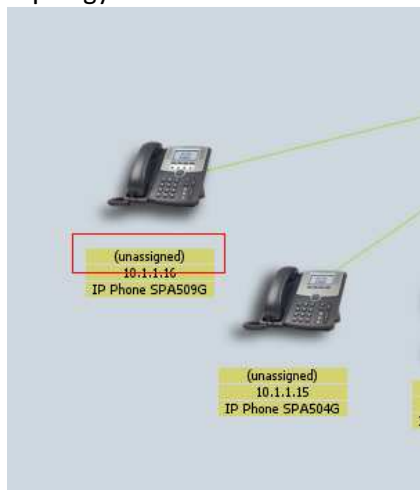 (unassigned)
10.1.1.16
IP Phone SPA509G
(unassigned)
10.1.1.15
IP Phone SPA504G